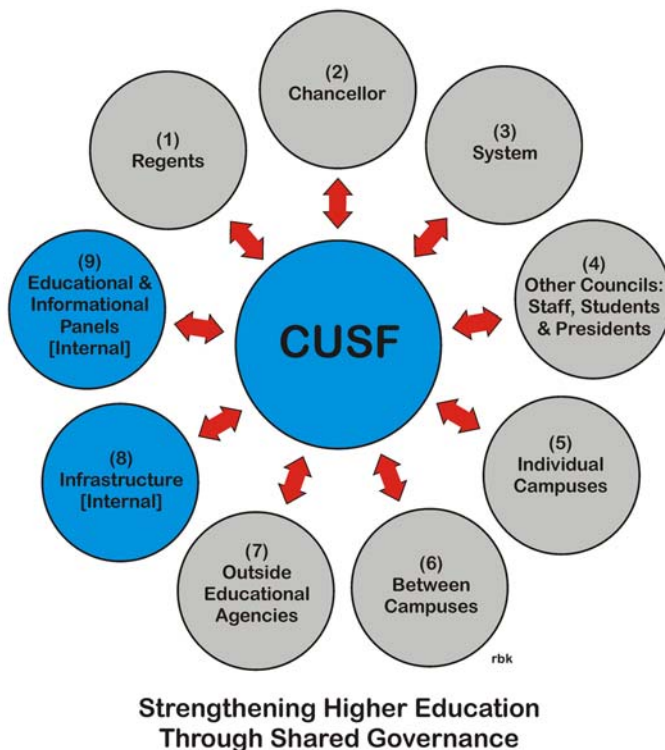 (1)
Regents
(2)
Chancellor
(3)
System
(4)
Other Councils:
Staff, Students
& Presidents
(5)
Individual
Campuses
(6)
Between
Campuses
(7)
Outside
Educational
Agencies
(8)
Infrastructure
[Internal]
(9)
Educational &
Informational
Panels
[Internal]
CUSF
rbk
Strengthening Higher Education
Through Shared Governance